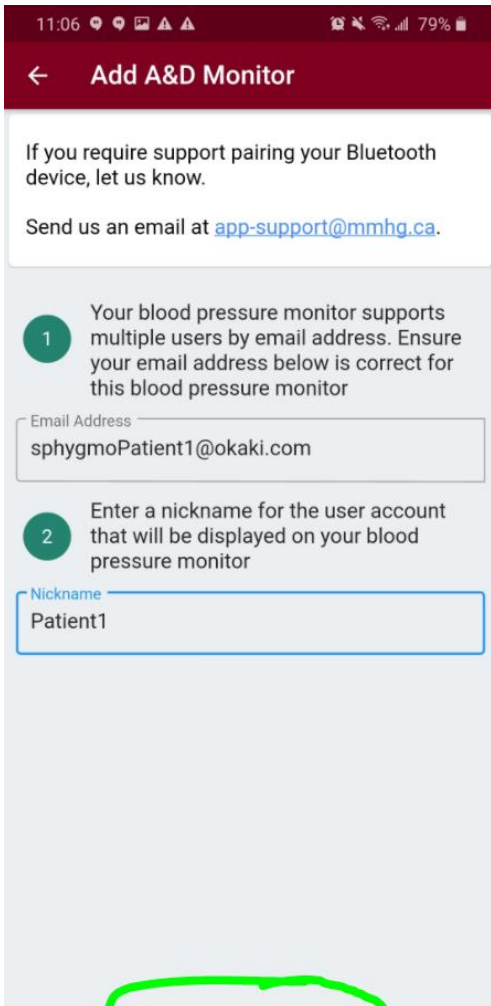 11:06 79%
Add A&D Monitor
If you require support pairing your Bluetooth
device, let us know.
Send us an email at app-support@mmhg.ca.
1
Your blood pressure monitor supports
multiple users by email address. Ensure
your email address below is correct for
this blood pressure monitor
Email Address
sphygmoPatient1@okaki.com
2
Enter a nickname for the user account
that will be displayed on your blood
pressure monitor
Nickname
Patient1